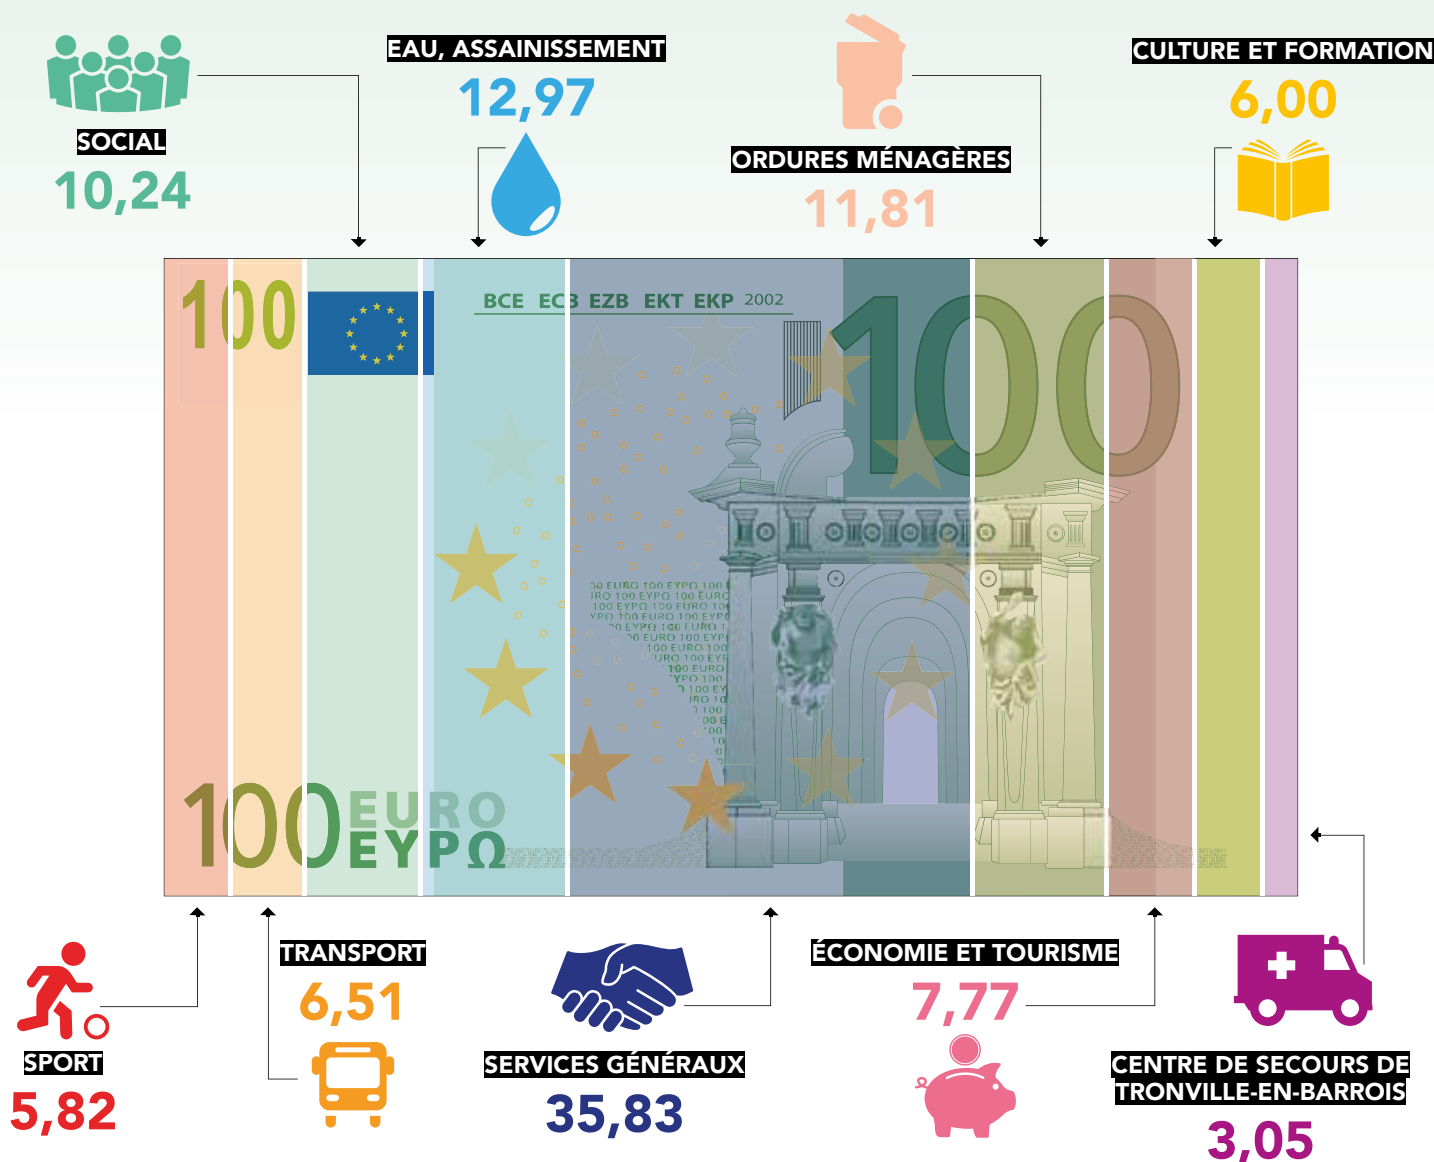 EAU, ASSAINISSEMENT
12,97
CULTURE ET FORMATION
6,00
SOCIAL
10,24
ORDURES MÉNAGÈRES
11,81
100
BCE ECB EZB EKT EKP 2002
100
100 EURO
ΕΥΡΩ
TRANSPORT
6,51
ÉCONOMIE ET TOURISME
7,77
SPORT
5,82
SERVICES GÉNÉRAUX
35,83
CENTRE DE SECOURS DE
TRONVILLE-EN-BARROIS
3,05